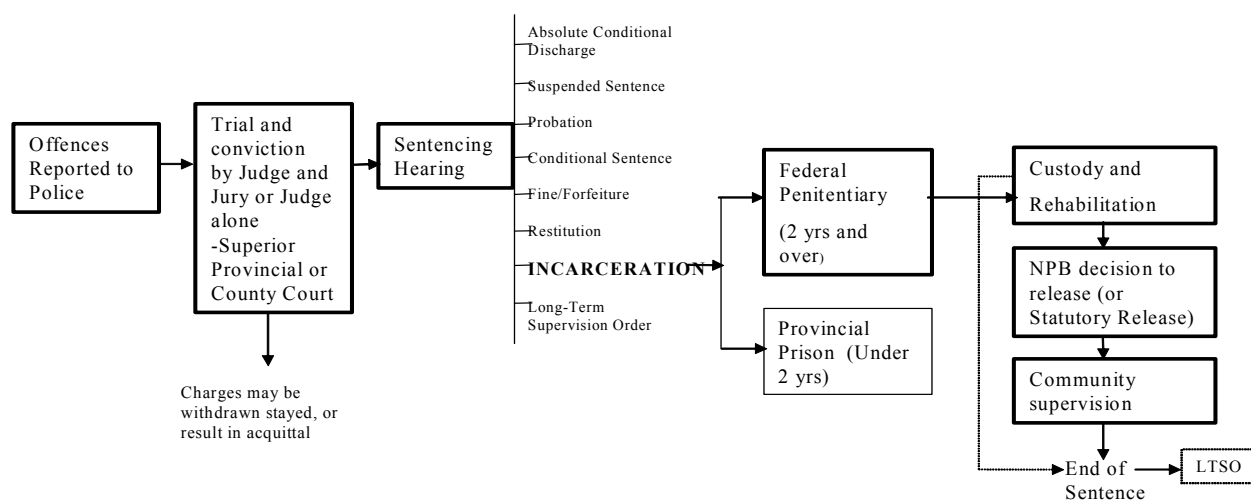 Offences
Reported to
Police
Trial and
conviction
by Judge and
Jury or Judge
alone
-Superior
Provincial or
County Court
Charges may be
withdrawn stayed, or
result in acquittal
Sentencing
Hearing
Absolute Conditional
Discharge
Suspended Sentence
Probation
Conditional Sentence
Fine/Forfeiture
Restitution
INCARCERATION
Long-Term
Supervision Order
Federal
Penitentiary
(2 yrs and
over)
Provincial
Prison (Under
2 yrs)
Custody and
Rehabilitation
NPB decision to
release (or
Statutory Release)
Community
supervision
End of
Sentence
LTSO